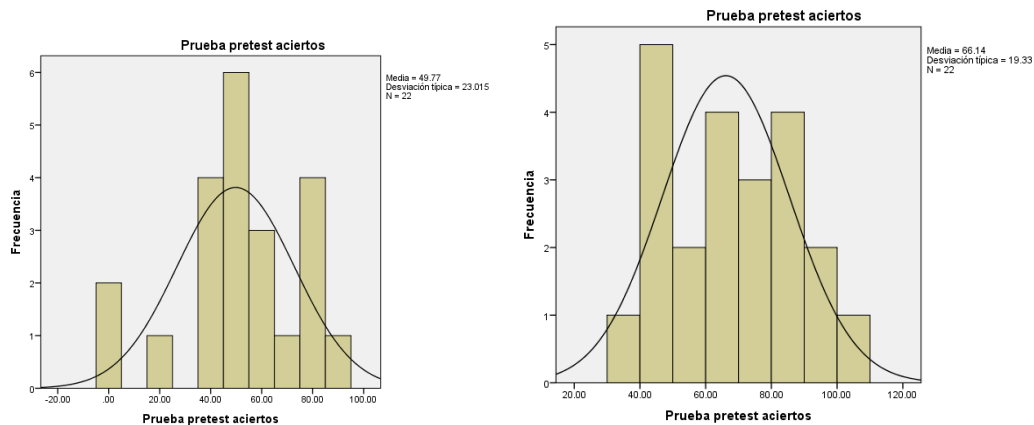 Prueba pretest aciertos
Media = 49.77
Desviación típica = 23.015
N = 22
Frecuencia
6
5
4
3
2
1
0
-20.00 .00 20.00 40.00 60.00 80.00 100.00
Prueba pretest aciertos
Prueba pretest aciertos
Media = 66.14
Desviación típica = 19.33
N = 22
Frecuencia
5
4
3
2
1
0
20.00 40.00 60.00 80.00 100.00 120.00
Prueba pretest aciertos